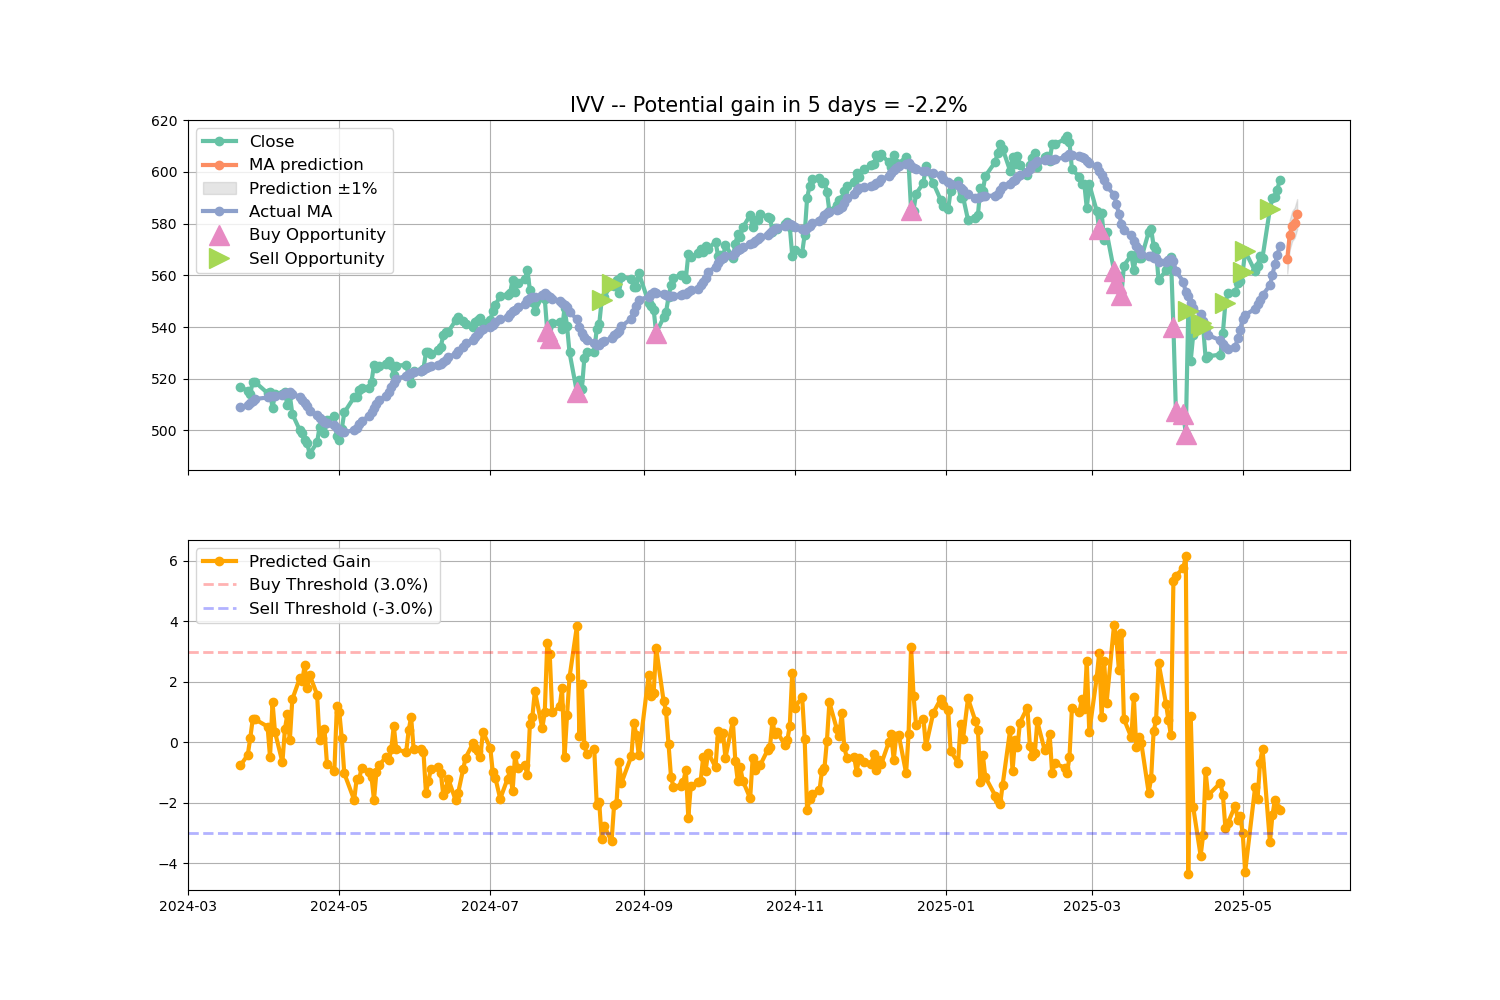 IVV -- Potential gain in 5 days = -2.2%
620
600
580
560
540
520
500
Close
MA prediction
Prediction ±1%
Actual MA
Buy Opportunity
Sell Opportunity
6
4
2
0
−2
−4
Predicted Gain
Buy Threshold (3.0%)
Sell Threshold (-3.0%)
2024-03 2024-05 2024-07 2024-09 2024-11 2025-01 2025-03 2025-05